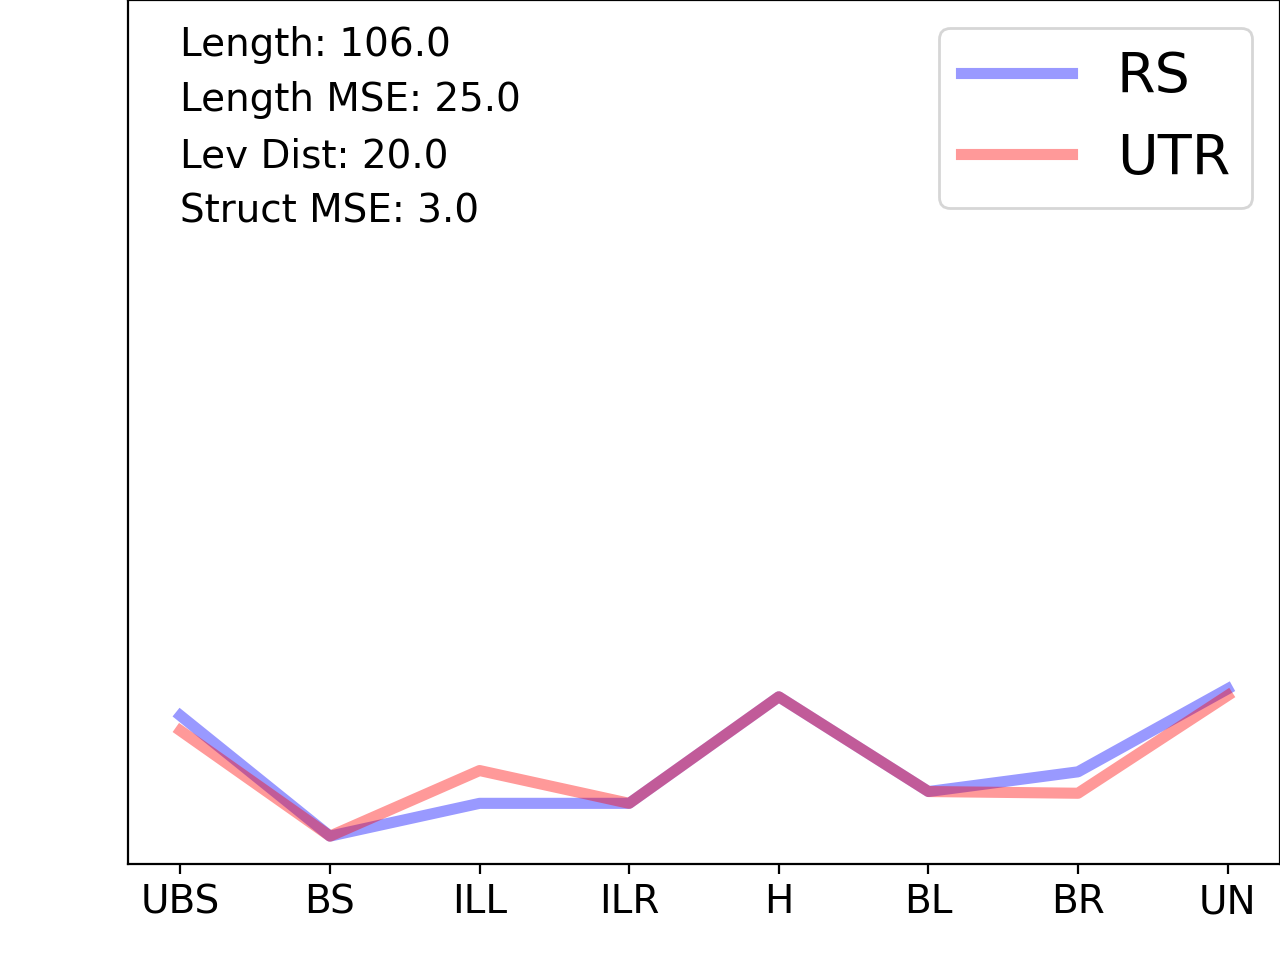 Length: 106.0
Length MSE: 25.0
Lev Dist: 20.0
Struct MSE: 3.0
RS
UTR
UBS BS ILL ILR H BL BR UN